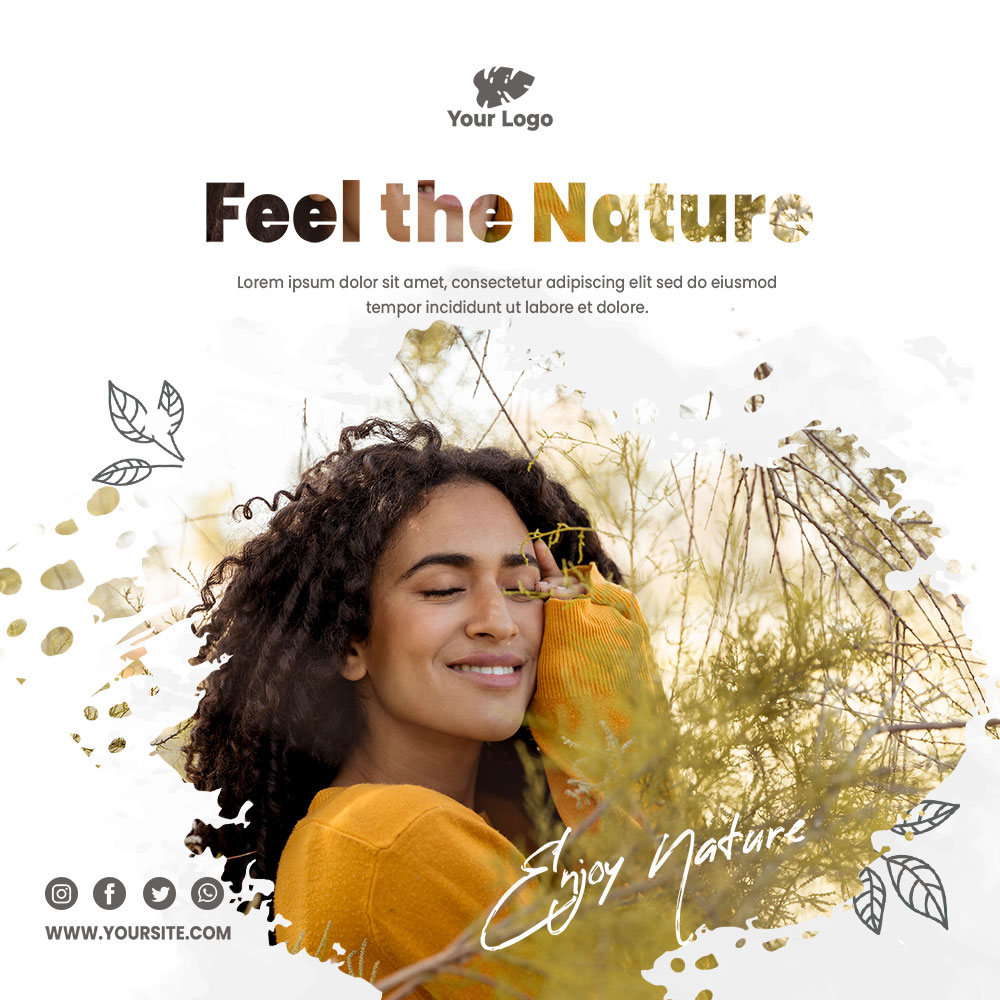 Your Logo
Feel the Nature
Lorem ipsum dolor sit amet, consectetur adipiscing elit sed do eiusmod
tempor incididunt ut labore et dolore.
Enjoy Nature
WWW.YOURSITE.COM